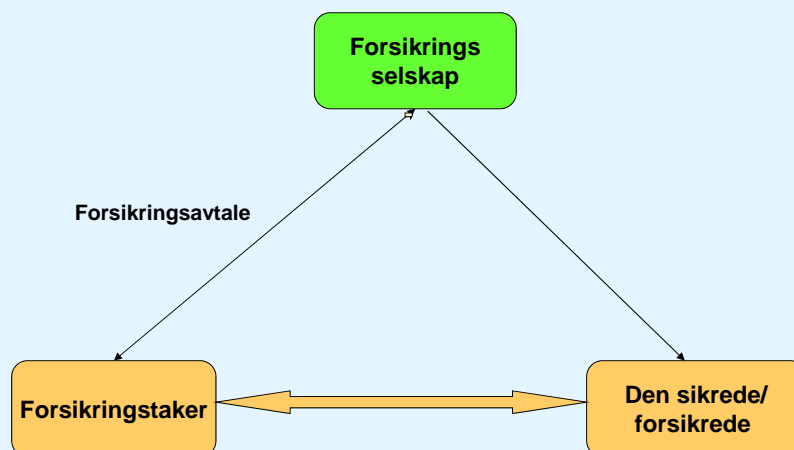 Forsikrings
selskap
Forsikringsavtale
Forsikringstaker
Den sikrede/
forsikrede